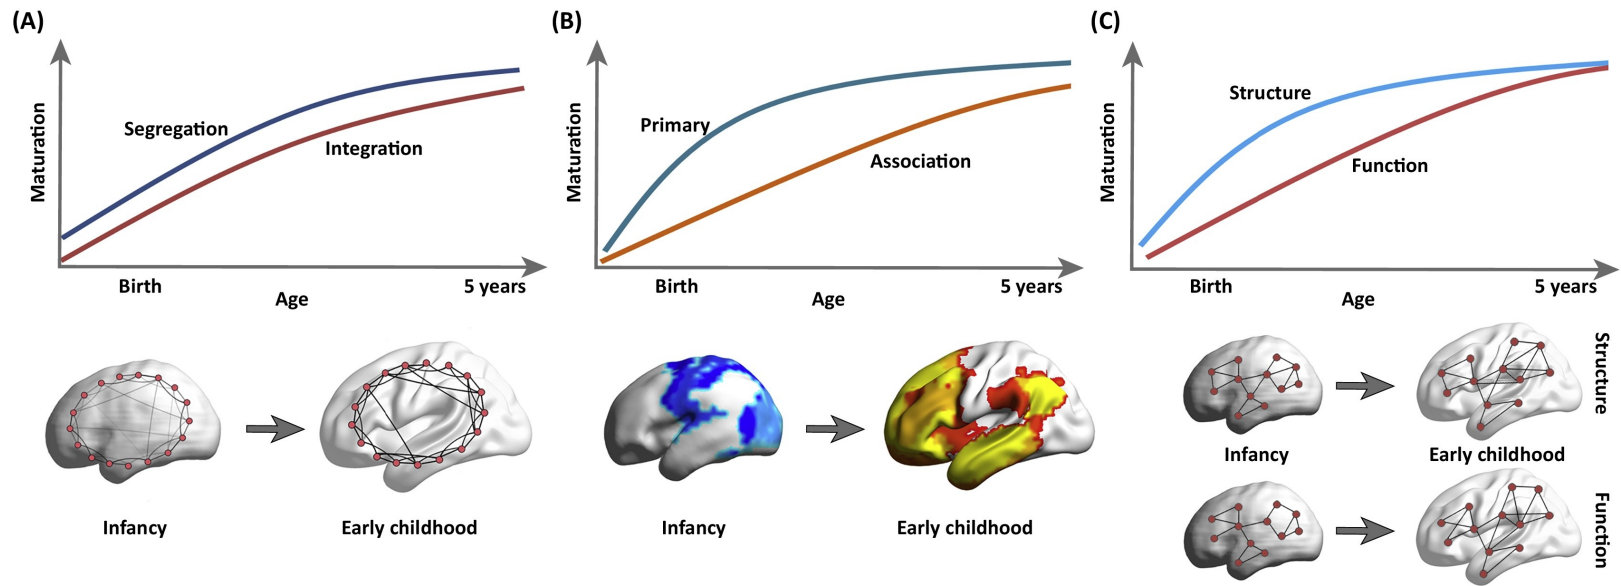 (A)
Maturation
Segregation
Integration
Birth
Age
5 years
Infancy
Early childhood
(B)
Maturation
Primary
Association
Birth
Age
5 years
Infancy
Early childhood
(C)
Maturation
Structure
Function
Birth
Age
5 years
Structure
Infancy
Early childhood
Function